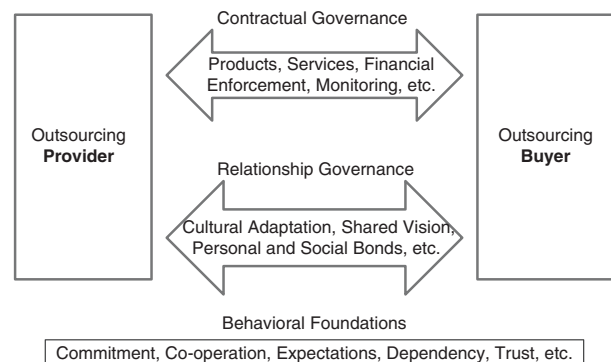 Contractual Governance
Products, Services, Financial
Enforcement, Monitoring, etc.
Outsourcing
Provider
Outsourcing
Buyer
Relationship Governance
Cultural Adaptation, Shared Vision,
Personal and Social Bonds, etc.
Behavioral Foundations
Commitment, Co-operation, Expectations, Dependency, Trust, etc.